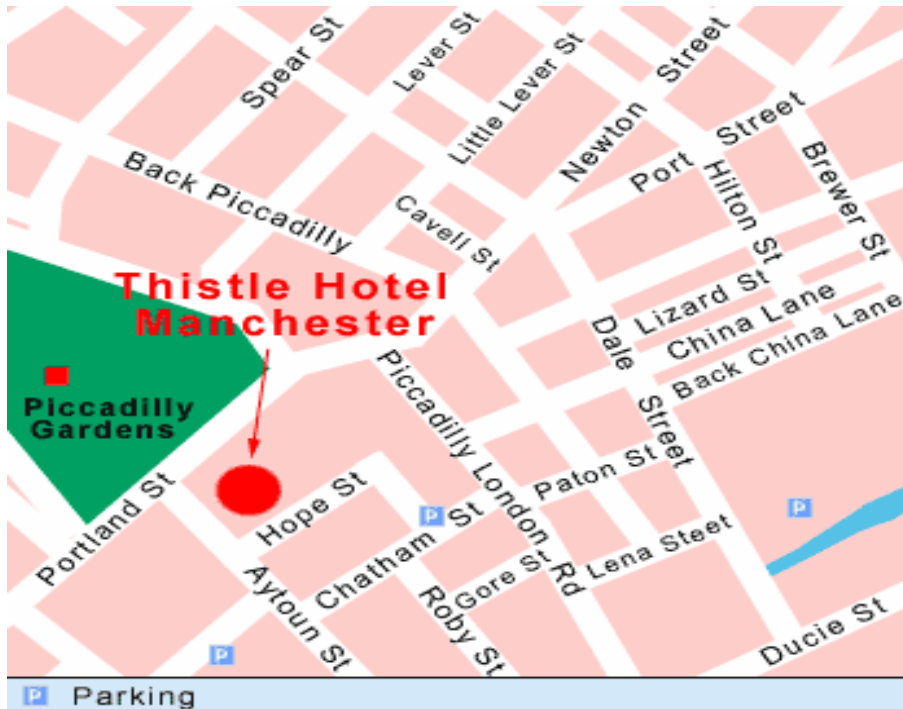 Spear St
Lever St
Little Lever St
Newton Street
Port Street
Hilton St
Brewer St
Back Piccadilly
Cavell St
Thistle Hotel
Manchester
Lizard St
China Lane
Back China Lane
Dale Street
Piccadilly London Rd
Piccadilly
Gardens
Portland St
Hope St
Paton St
P
P
Chatham St
Gore St
Lena Steet
Aytoun St
Roby St
Ducie St
P
P Parking